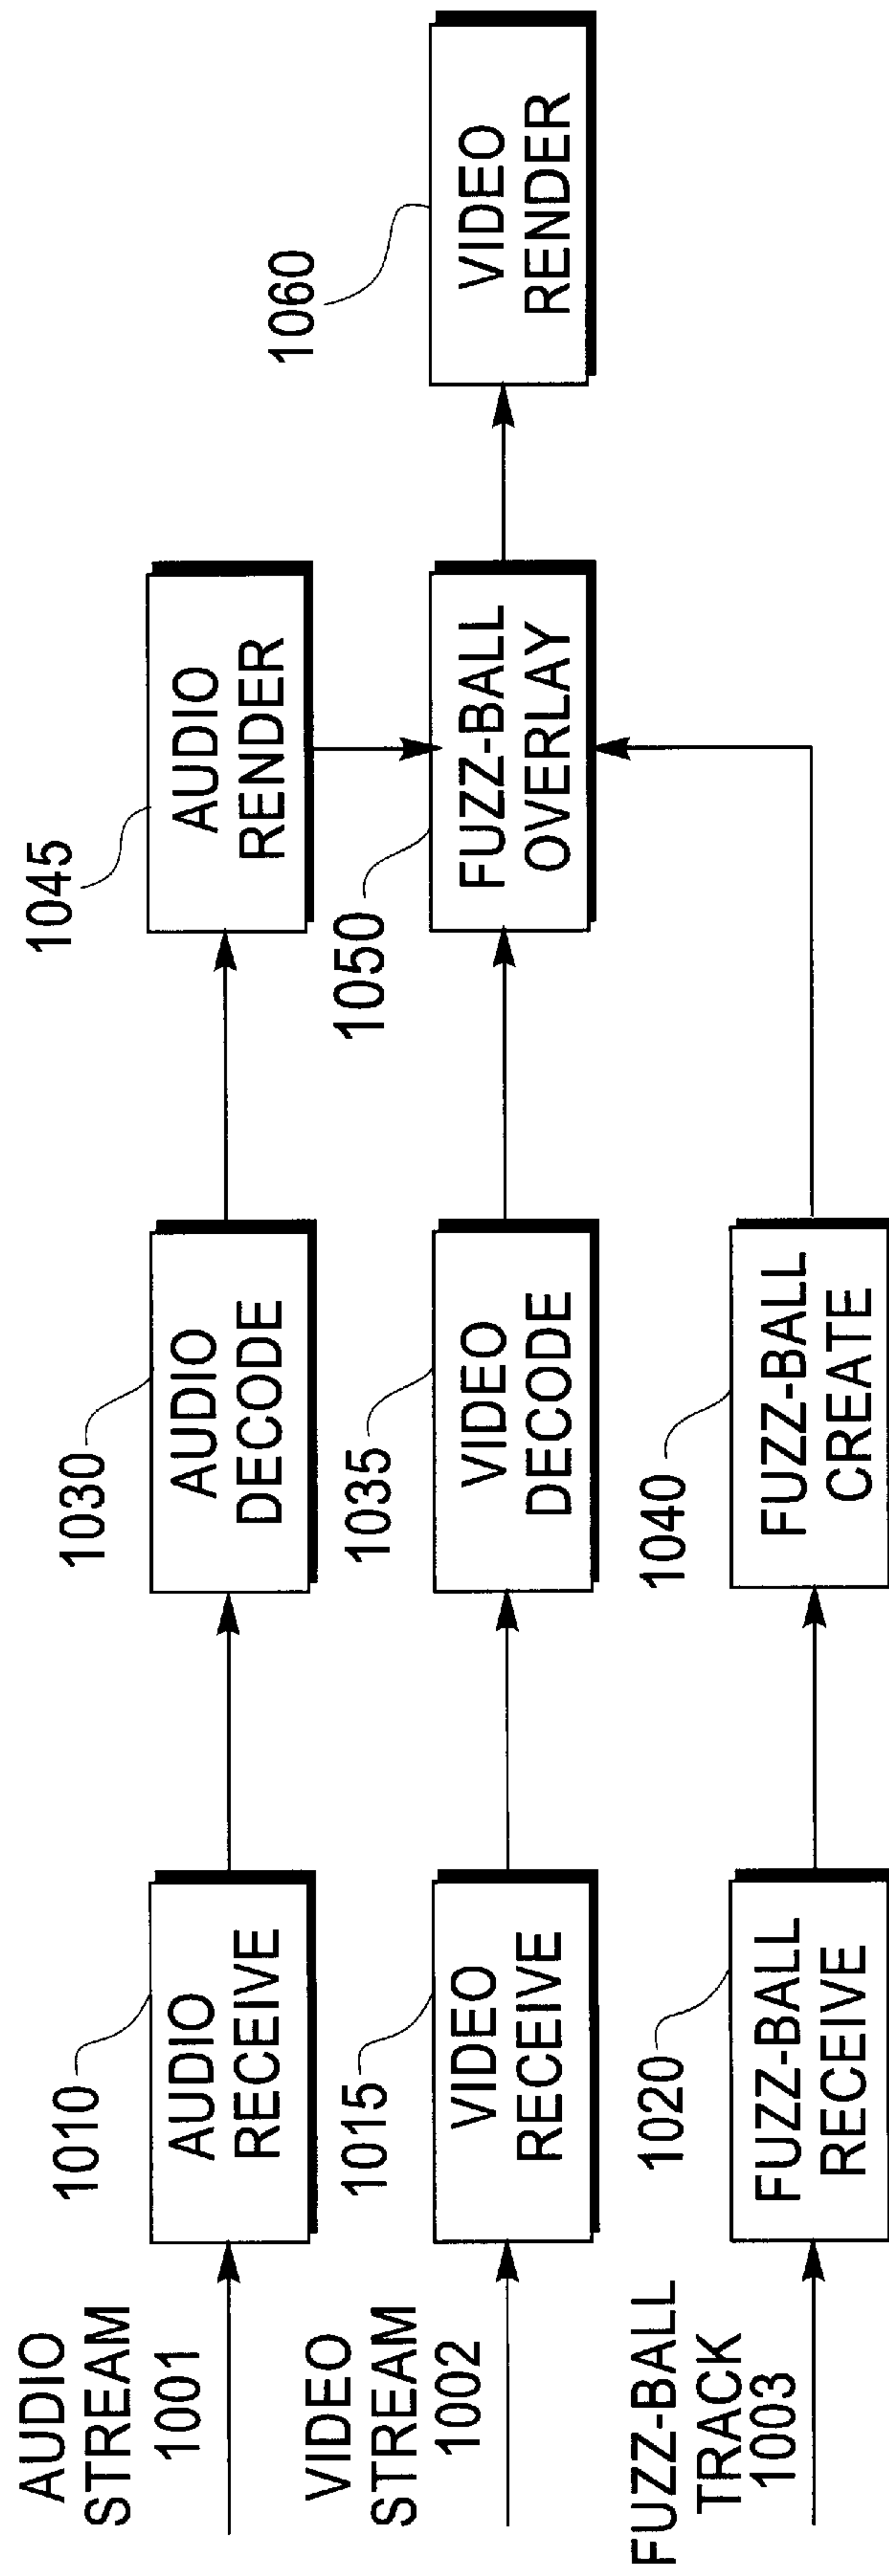 AUDIO
STREAM
1001
1010
AUDIO
RECEIVE
1030
AUDIO
DECODE
1045
AUDIO
RENDER
VIDEO
STREAM
1002
1015
VIDEO
RECEIVE
1035
VIDEO
DECODE
1050
FUZZ-BALL
OVERLAY
1060
VIDEO
RENDER
FUZZ-BALL
TRACK
1003
1020
FUZZ-BALL
RECEIVE
1040
FUZZ-BALL
CREATE